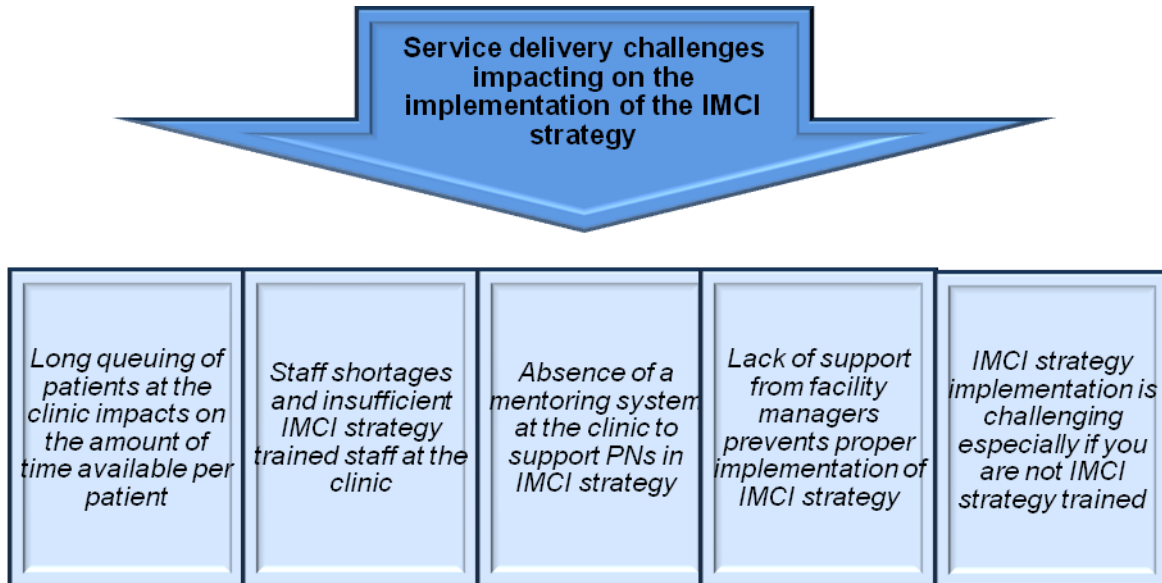 Service delivery challenges
impacting on the
implementation of the IMCI
strategy
Long queuing of
patients at the
clinic impacts on
the amount of
time available per
patient
Staff shortages
and insufficient
IMCI strategy
trained staff at the
clinic
Absence of a
mentoring system
at the clinic to
support PNs in
IMCI strategy
Lack of support
from facility
managers
prevents proper
implementation of
IMCI strategy
IMCI strategy
implementation is
challenging
especially if you
are not IMCI
strategy trained